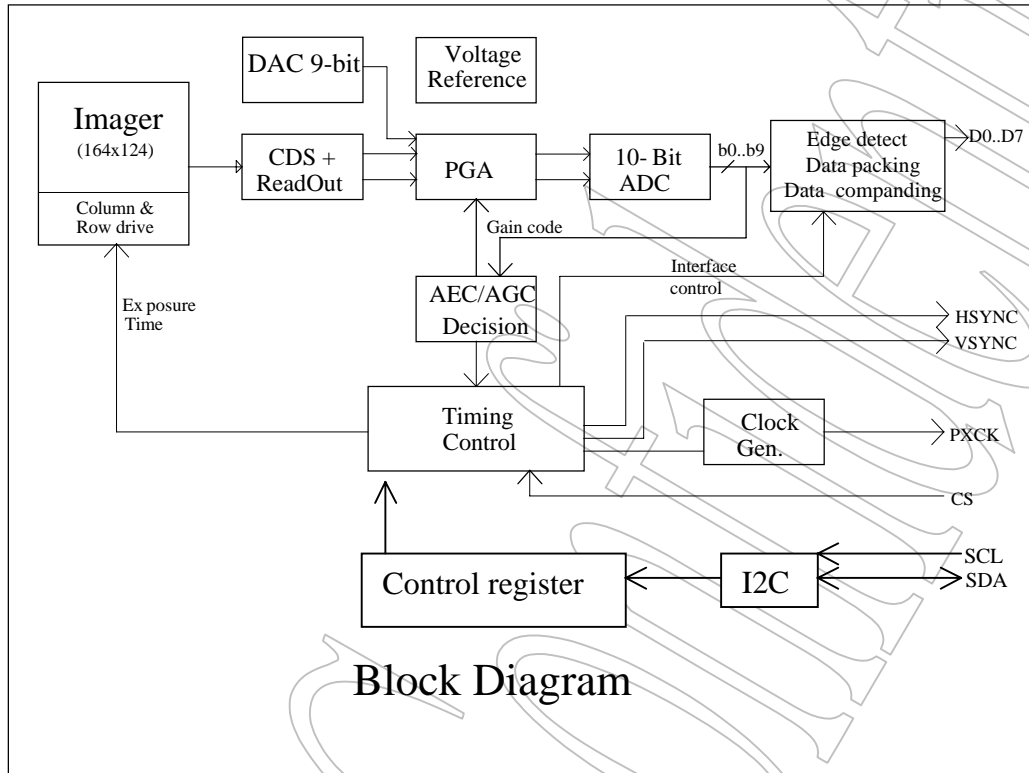 DAC 9-bit
Voltage
Reference
Imager
(164x124)
Column &
Row drive
CDS +
ReadOut
PGA
10- Bit
ADC
b0..b9
Edge detect
Data packing
Data companding
D0..D7
Gain code
Interface
control
AEC/AGC
Decision
Ex posure
Time
HSYNC
VSYNC
Timing
Control
Clock
Gen.
PXCK
CS
Control register
I2C
SCL
SDA
Block Diagram